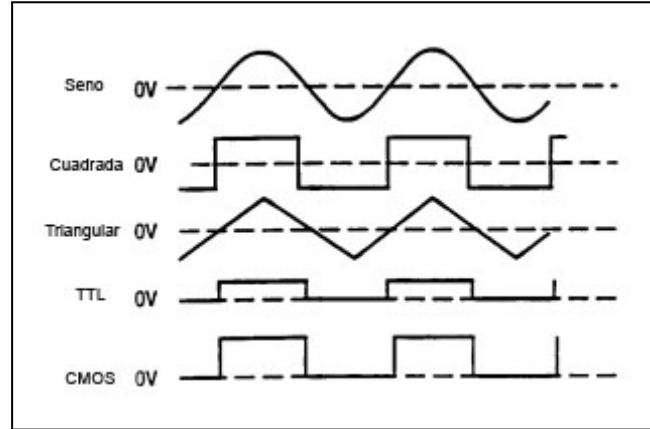 Seno 0V
Cuadrada 0V
Triangular 0V
TTL 0V
CMOS 0V